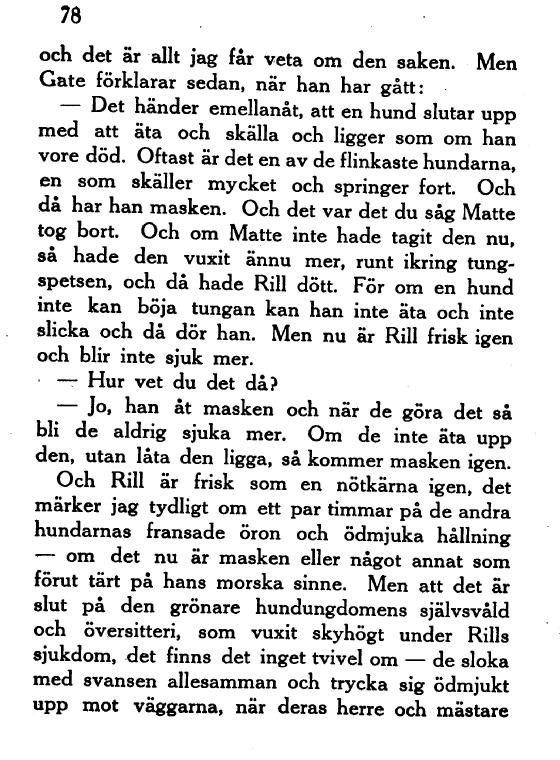 78
och det är allt jag får veta om den saken. Men
Gate förklarar sedan, när han har gått:
— Det händer emellanåt, att en hund slutar upp
med att äta och skälla och ligger som om han
vore död. Oftast är det en av de flinkaste hundarna,
en som skäller mycket och springer fort. Och
då har han masken. Och det var det du såg Matte
tog bort. Och om Matte inte hade tagit den nu,
så hade den vuxit ännu mer, runt ikring tung-
spetsen, och då hade Rill dött. För om en hund
inte kan böja tungan kan han inte äta och inte
slicka och då dör han. Men nu är Rill frisk igen
och blir inte sjuk mer.
— Hur vet du det då?
— Jo, han åt masken och när de göra det så
bli de aldrig sjuka mer. Om de inte äta upp
den, utan låta den ligga, så kommer masken igen.
Och Rill är frisk som en nötkärna igen, det
märker jag tydligt om ett par timmar på de andra
hundarnas fransade öron och ödmjuka hållning
— om det nu är masken eller något annat som
förut tärt på hans morska sinne. Men att det är
slut på den grönare hundungdomens självsvåld
och översitteri, som vuxit skyhögt under Rills
sjukdom, det finns det inget tvivel om — de sloka
med svansen allesamman och trycka sig ödmjukt
upp mot väggarna, när deras herre och mästare